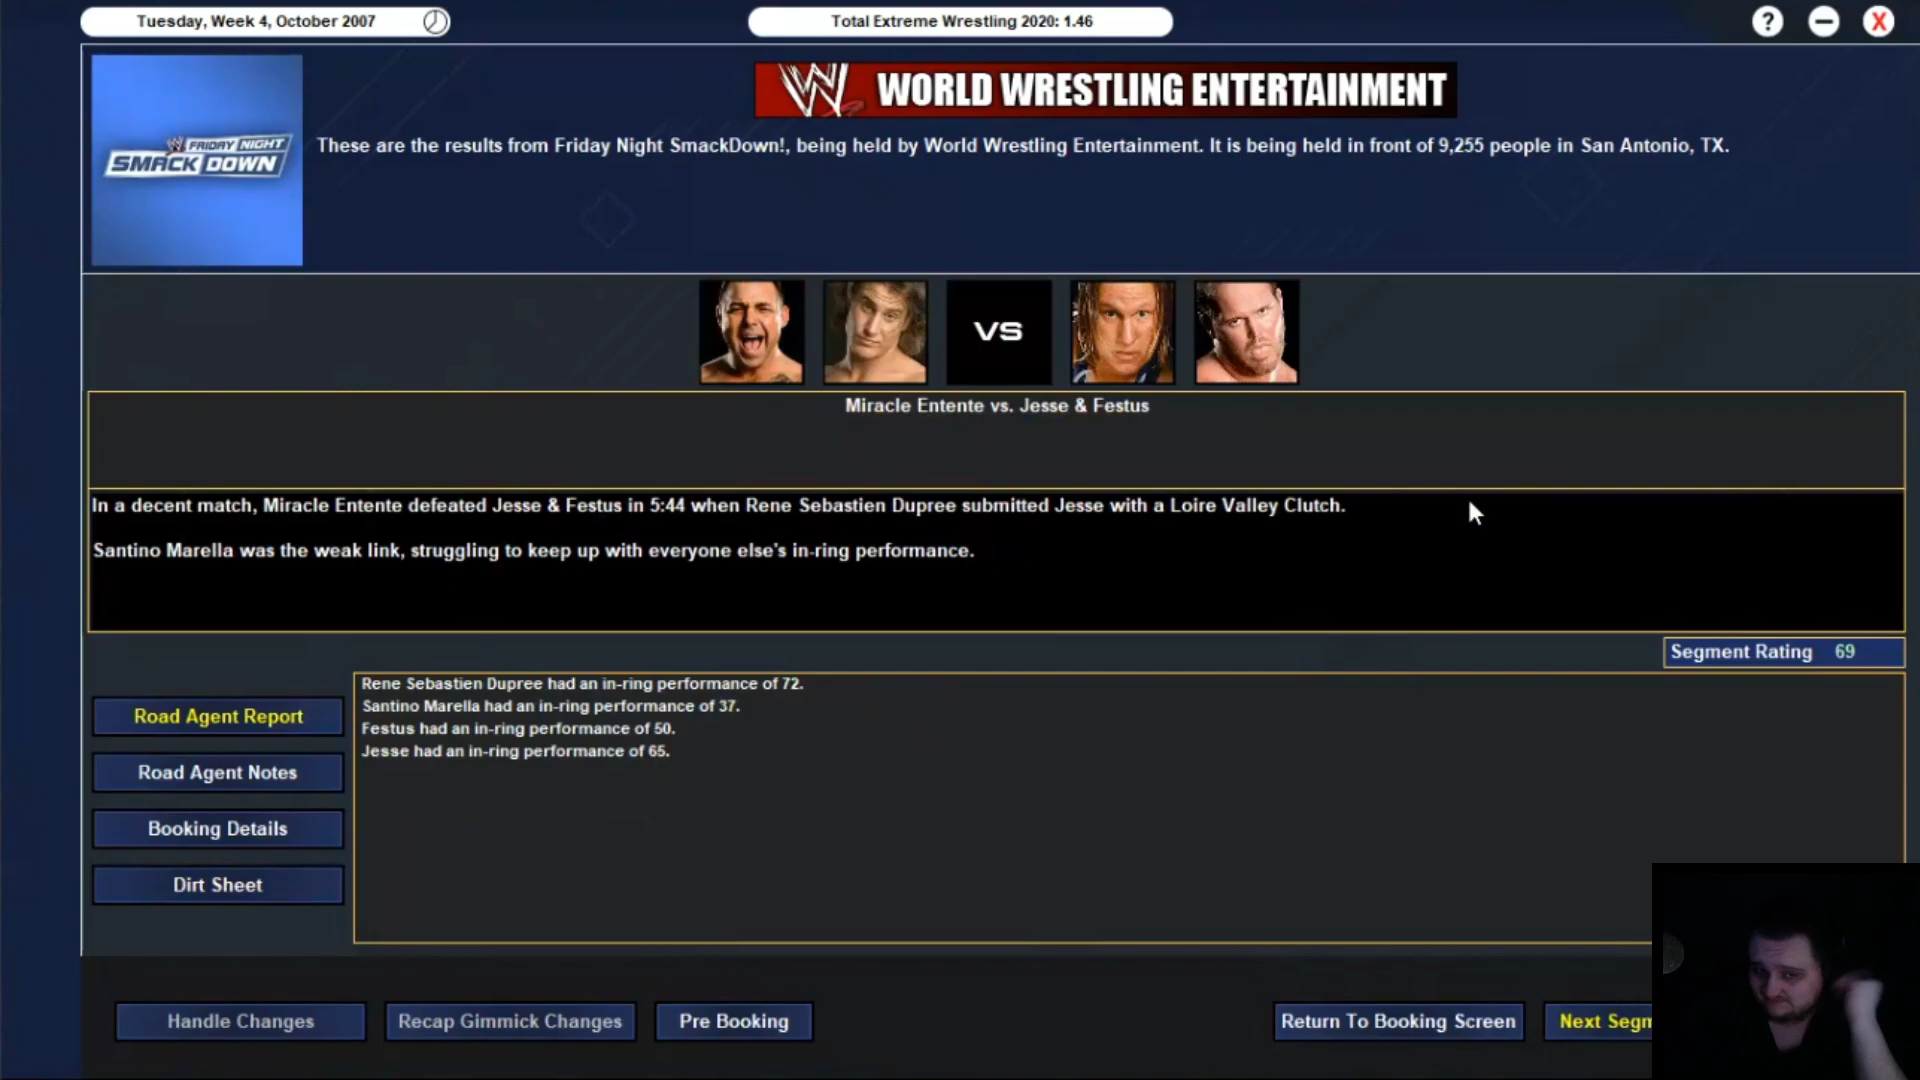 Tuesday, Week 4, October 2007
Total Extreme Wrestling 2020: 1.46
?
X
W WORLD WRESTLING ENTERTAINMENT
FRIDAY NIGHT
SMACK DOWN
These are the results from Friday Night SmackDown!, being held by World Wrestling Entertainment. It is being held in front of 9,255 people in San Antonio, TX.
VS
Miracle Entente vs. Jesse & Festus
In a decent match, Miracle Entente defeated Jesse & Festus in 5:44 when Rene Sebastien Dupree submitted Jesse with a Loire Valley Clutch.
Santino Marella was the weak link, struggling to keep up with everyone else's in-ring performance.
Segment Rating 69
Rene Sebastien Dupree had an in-ring performance of 72.
Santino Marella had an in-ring performance of 37.
Festus had an in-ring performance of 50.
Jesse had an in-ring performance of 65.
Road Agent Report
Road Agent Notes
Booking Details
Dirt Sheet
Handle Changes
Recap Gimmick Changes
Pre Booking
Return To Booking Screen
Next Segm